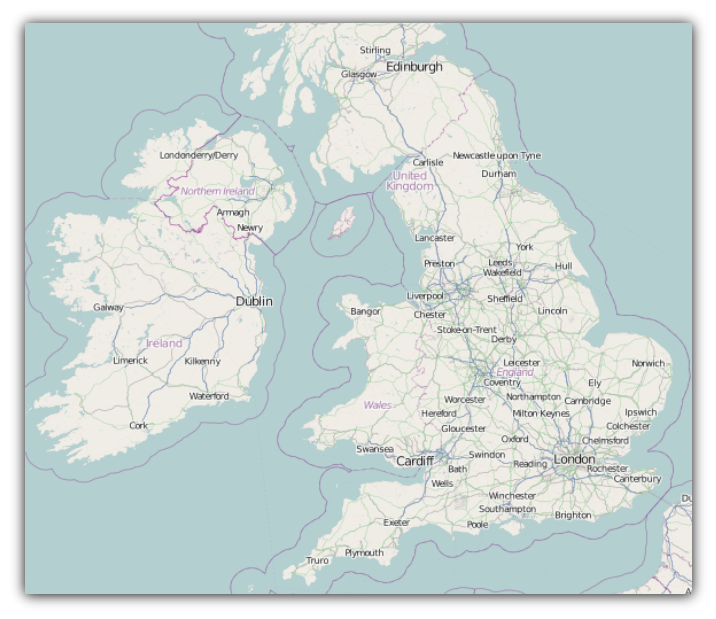 Stirling
Edinburgh
Glasgow
Londonderry/Derry
Carlisle
Newcastle upon Tyne
Durham
United
Kingdom
Northern Ireland
Armagh
Newry
Lancaster
York
Preston
Leeds
Wakefield
Hull
Dublin
Galway
Liverpool
Sheffield
Bangor
Chester
Lincoln
Stoke-on-Trent
Derby
Ireland
Limerick
Kilkenny
Leicester
England
Norwich
Coventry
Ely
Waterford
Worcester
Northampton
Cambridge
Wales
Hereford
Milton Keynes
Ipswich
Cork
Gloucester
Colchester
Oxford
Chelmsford
Swansea
Cardiff
Swindon
Reading
London
Bath
Rochester
Canterbury
Wells
Winchester
Southampton
Du
Exeter
Poole
Brighton
Plymouth
Truro
S
A